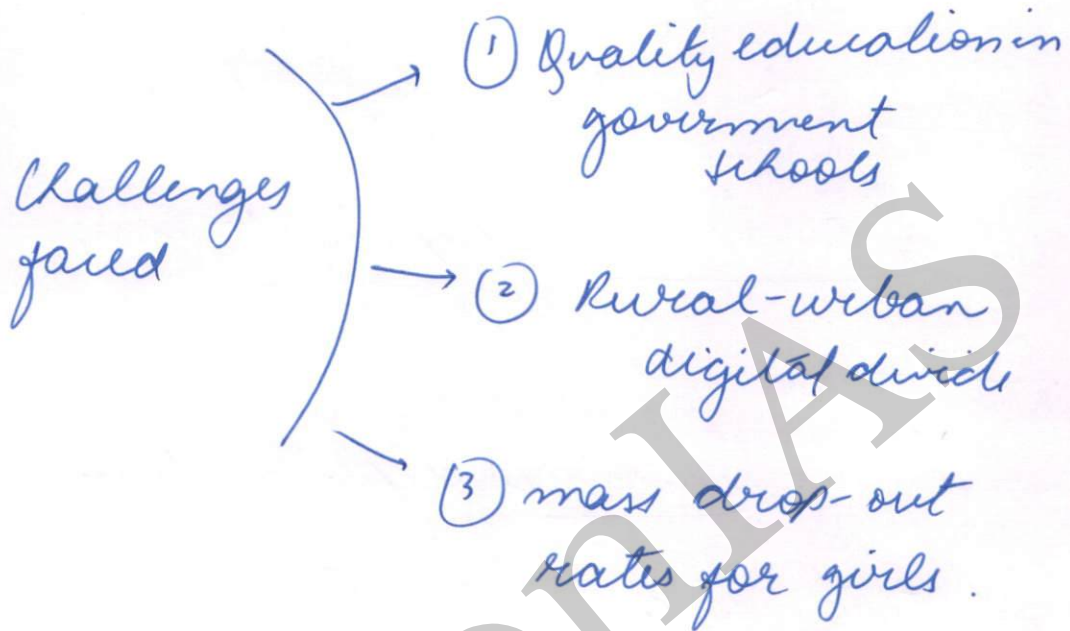 Challenges
faced
① Quality education in
government
schools
② Rural-urban
digital divide
③ mass drop-out
rates for girls.
nIAS